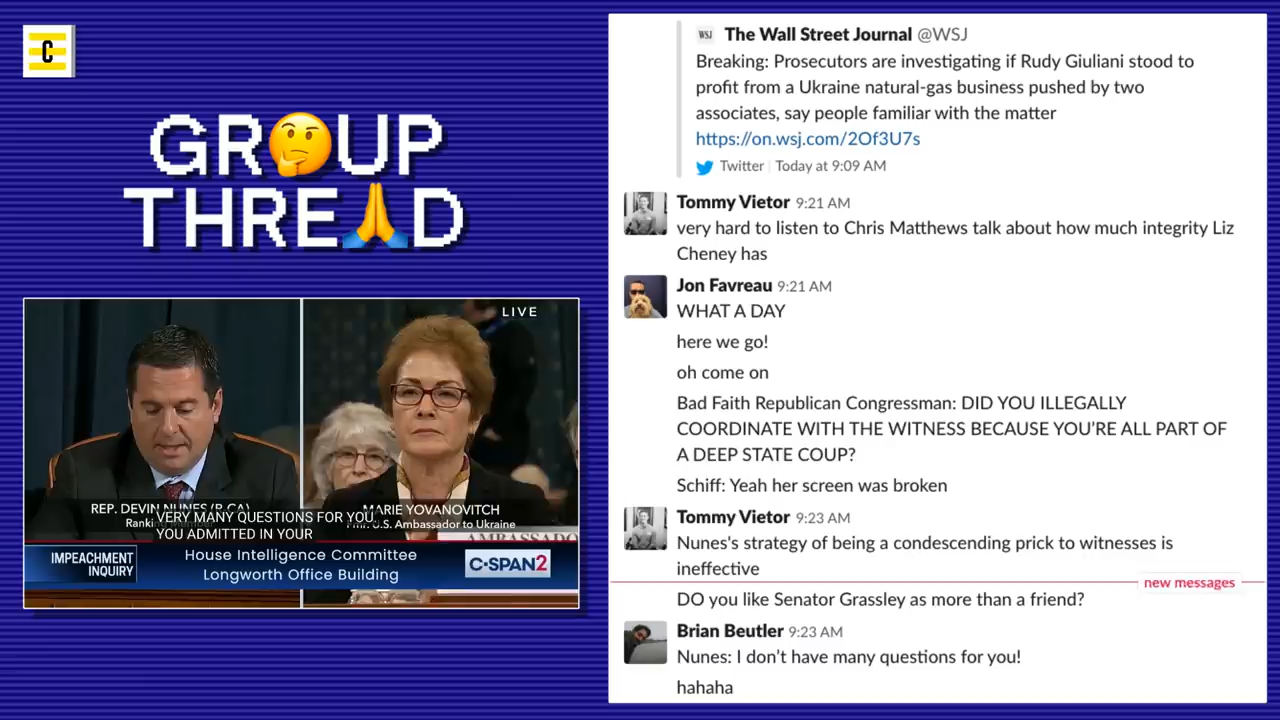 C
GR🤔UP
THRE🙏D
LIVE
REP. DEVIN NUNES (R-CA)
MARIE YOVANOVITCH
U.S. Ambassador to Ukraine
VERY MANY QUESTIONS FOR YOU.
YOU ADMITTED IN YOUR
IMPEACHMENT
INQUIRY
House Intelligence Committee
Longworth Office Building
C-SPAN2
WSJ The Wall Street Journal @WSJ
Breaking: Prosecutors are investigating if Rudy Giuliani stood to
profit from a Ukraine natural-gas business pushed by two
associates, say people familiar with the matter
https://on.wsj.com/2Of3U7s
Twitter | Today at 9:09 AM
Tommy Vietor 9:21 AM
very hard to listen to Chris Matthews talk about how much integrity Liz
Cheney has
Jon Favreau 9:21 AM
WHAT A DAY
here we go!
oh come on
Bad Faith Republican Congressman: DID YOU ILLEGALLY
COORDINATE WITH THE WITNESS BECAUSE YOU'RE ALL PART OF
A DEEP STATE COUP?
Schiff: Yeah her screen was broken
Tommy Vietor 9:23 AM
Nunes's strategy of being a condescending prick to witnesses is
ineffective
new messages
DO you like Senator Grassley as more than a friend?
Brian Beutler 9:23 AM
Nunes: I don't have many questions for you!
hahaha